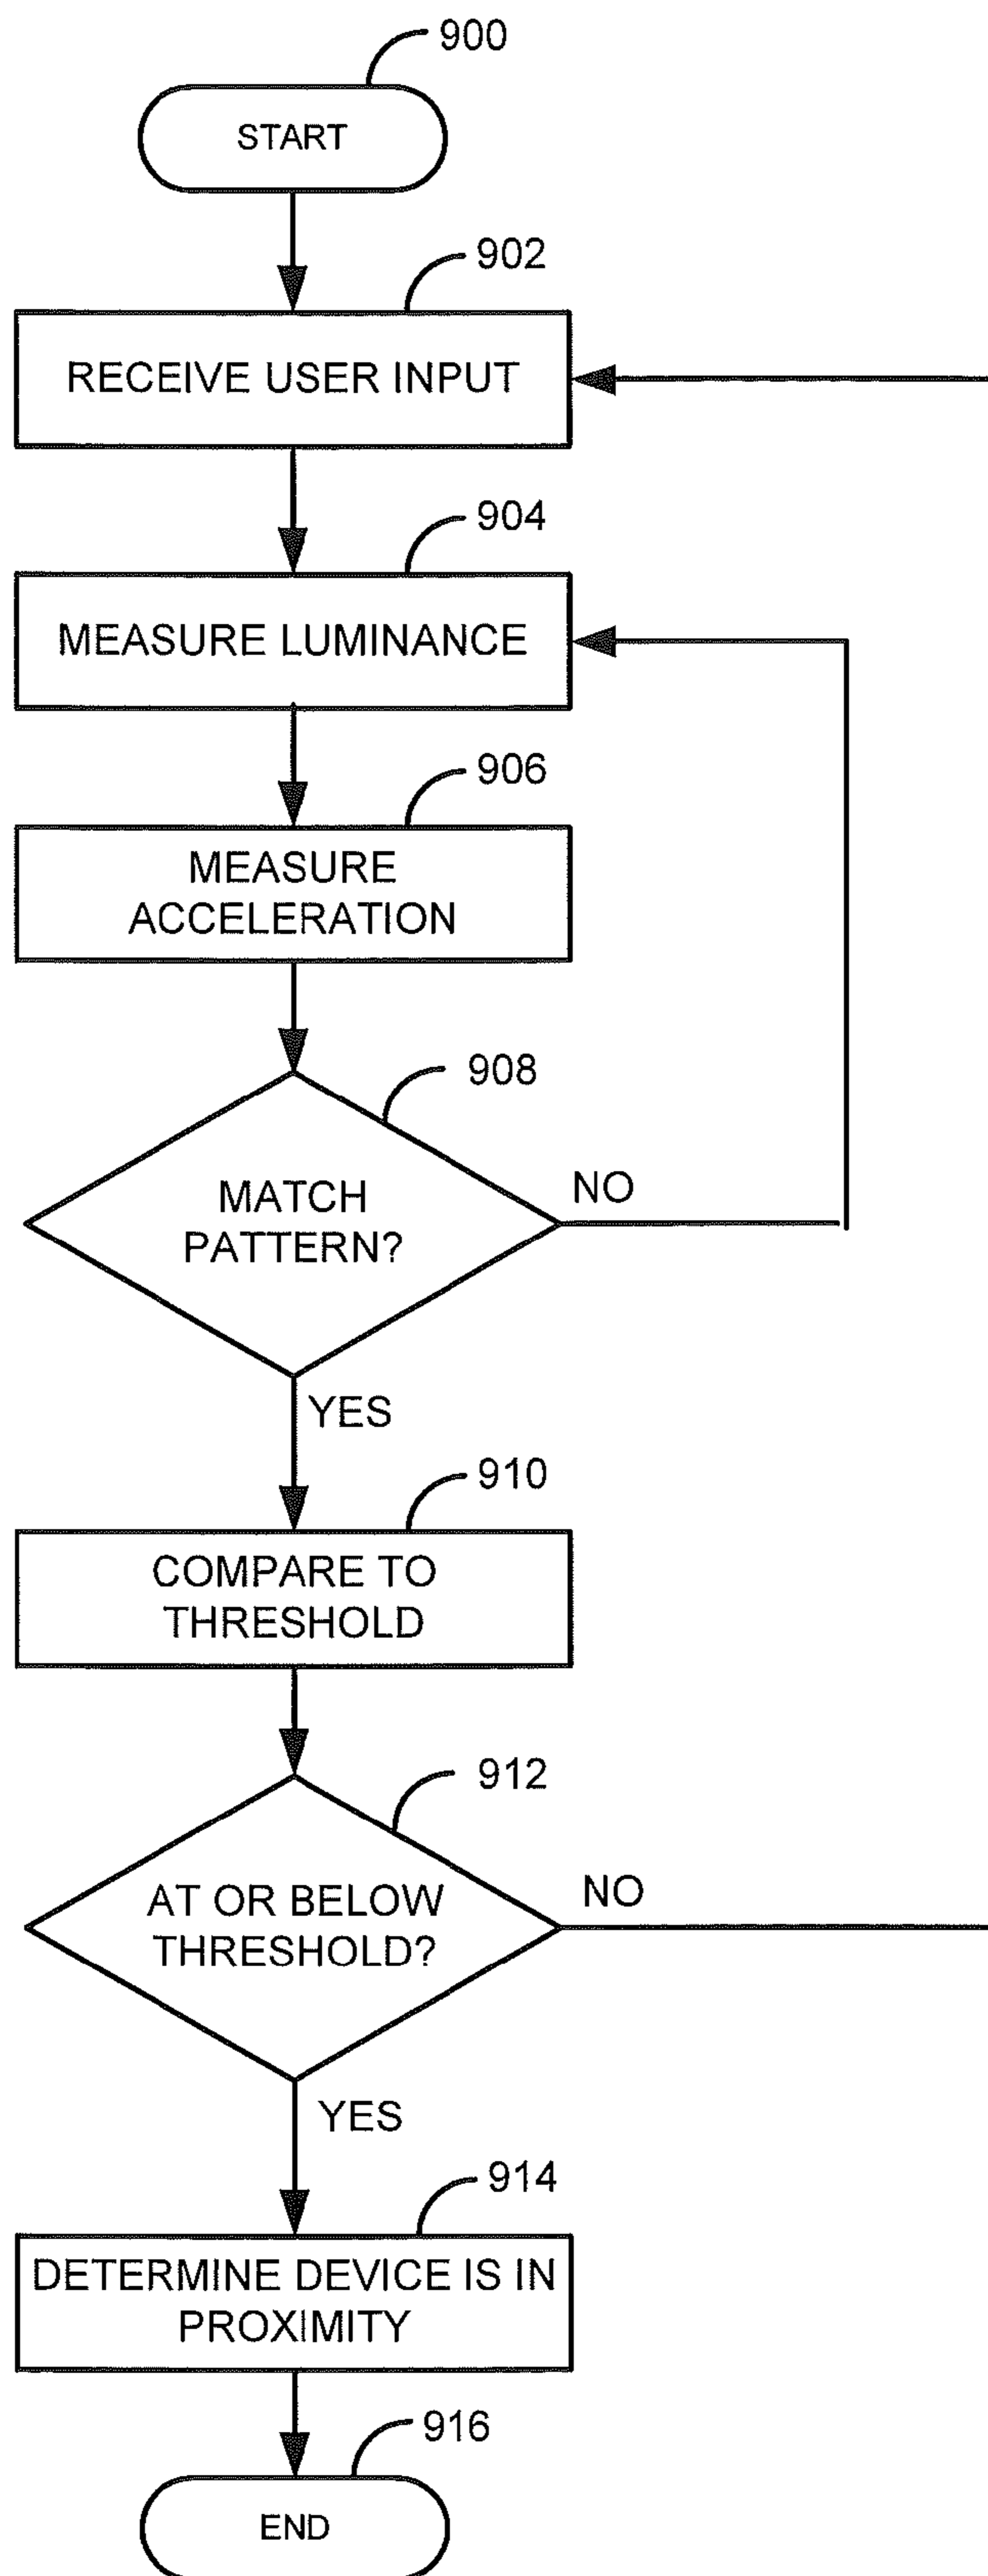 900
START
902
RECEIVE USER INPUT
904
MEASURE LUMINANCE
906
MEASURE
ACCELERATION
908
MATCH
PATTERN?
NO
YES
910
COMPARE TO
THRESHOLD
912
AT OR BELOW
THRESHOLD?
NO
YES
914
DETERMINE DEVICE IS IN
PROXIMITY
916
END